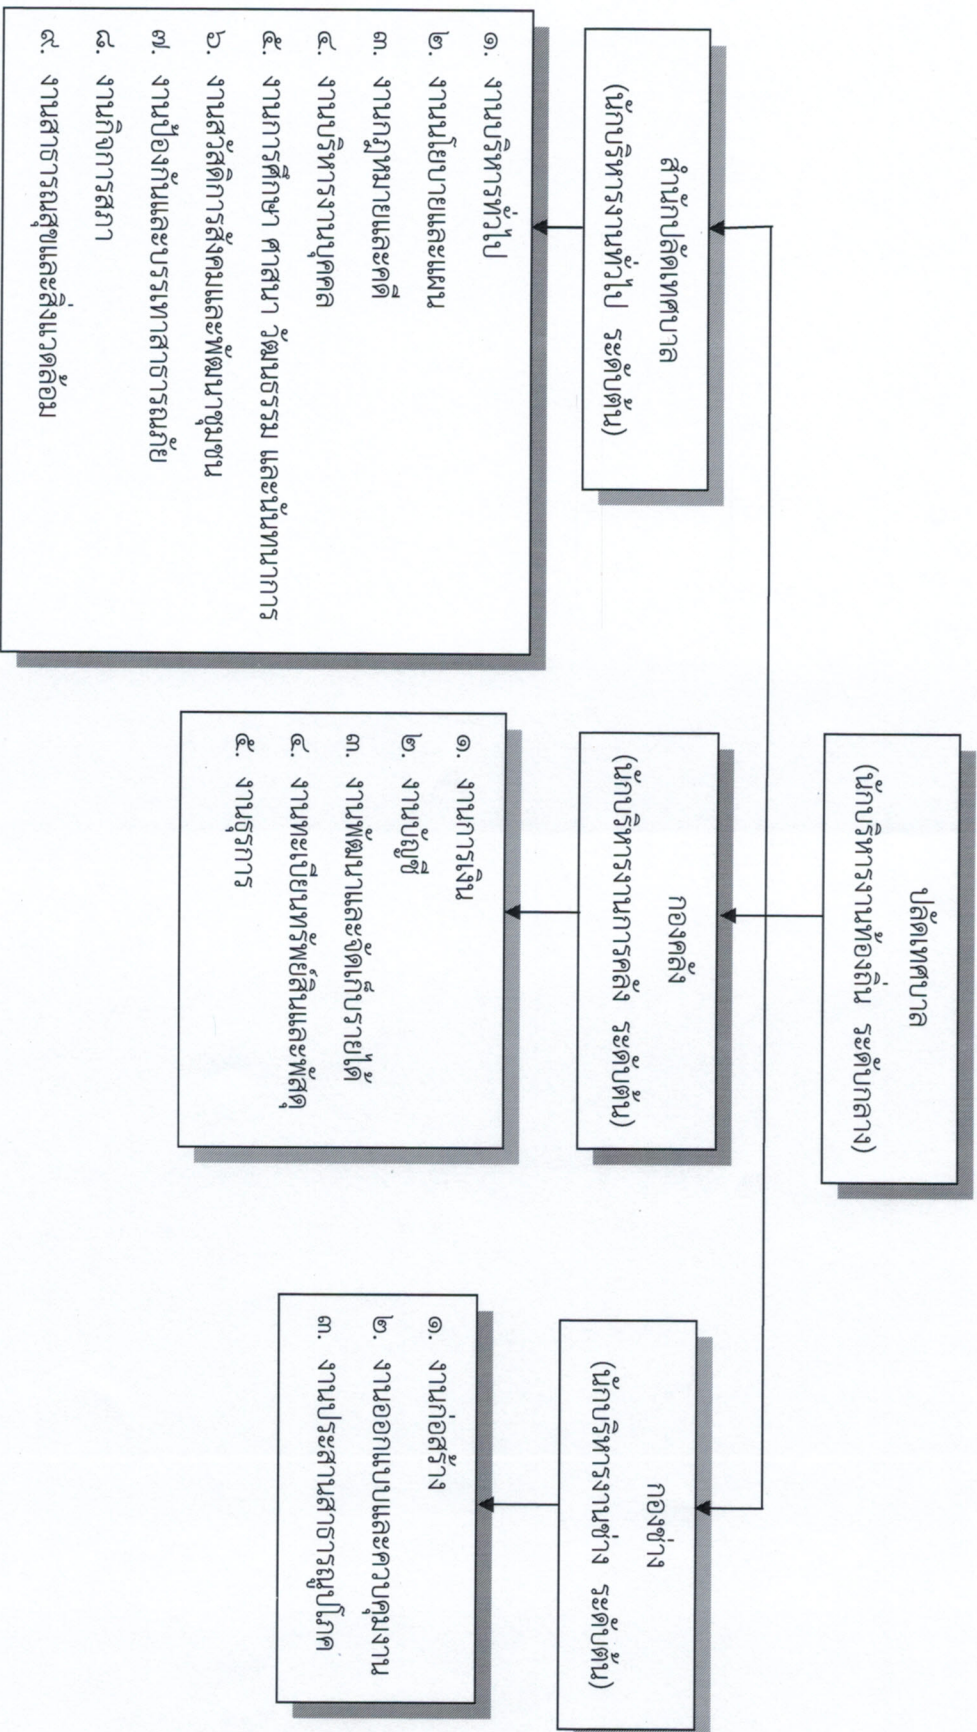 ปลัดเทศบาล
(นักบริหารงานท้องถิ่น ระดับกลาง)
สำนักปลัดเทศบาล
(นักบริหารงานทั่วไป ระดับต้น)
๑. งานบริหารทั่วไป
๒. งานนโยบายและแผน
๓. งานกฎหมายและคดี
๔. งานบริหารงานบุคคล
๕. งานการศึกษา ศาสนา วัฒนธรรม และนันทนาการ
๖. งานสวัสดิการสังคมและพัฒนาชุมชน
๗. งานป้องกันและบรรเทาสาธารณภัย
๘. งานกิจการสภา
๙. งานสาธารณสุขและสิ่งแวดล้อม
กองคลัง
(นักบริหารงานการคลัง ระดับต้น)
๑. งานการเงิน
๒. งานบัญชี
๓. งานพัฒนาและจัดเก็บรายได้
๔. งานทะเบียนทรัพย์สินและพัสดุ
๕. งานธุรการ
กองช่าง
(นักบริหารงานช่าง ระดับต้น)
๑. งานก่อสร้าง
๒. งานออกแบบและควบคุมงาน
๓. งานประสานสาธารณูปโภค